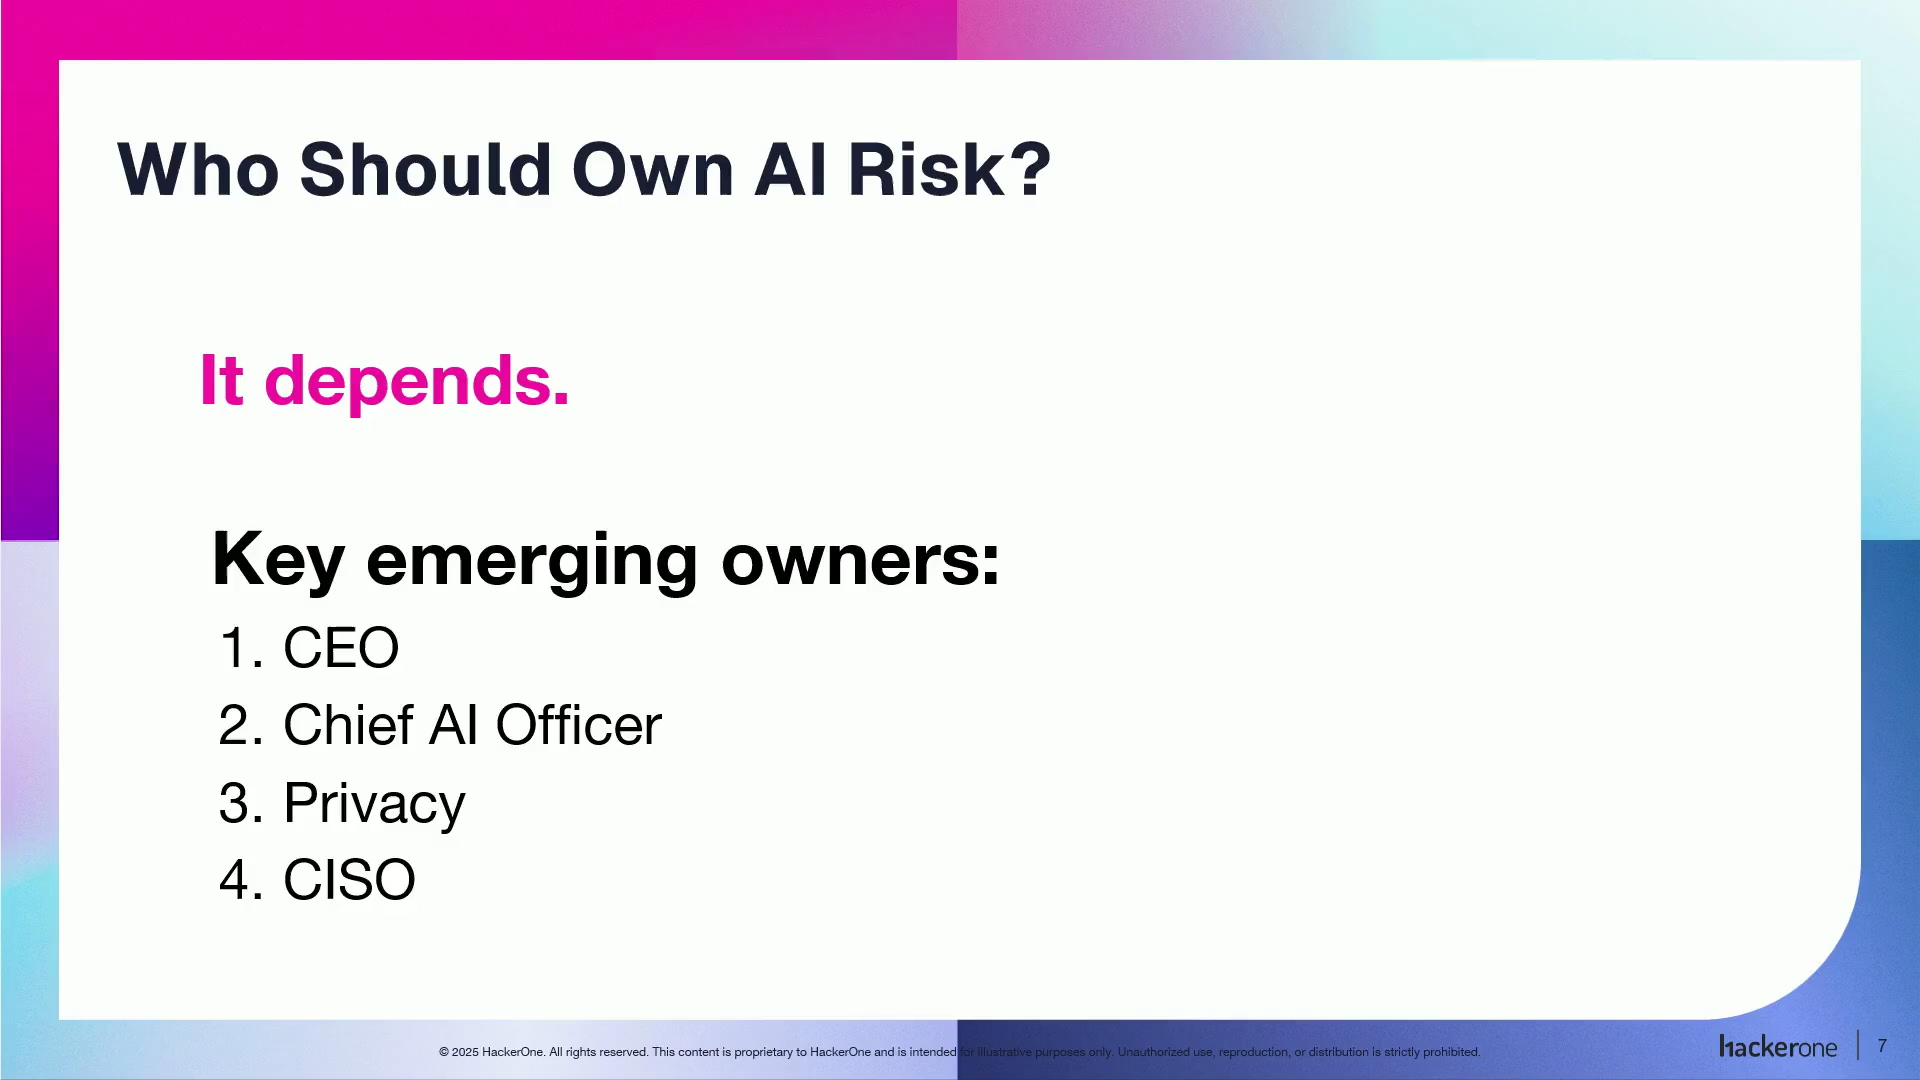 Who Should Own AI Risk?
It depends.
Key emerging owners:
1. CEO
2. Chief AI Officer
3. Privacy
4. CISO
© 2025 HackerOne. All rights reserved. This content is proprietary to HackerOne and is intended for illustrative purposes only. Unauthorized use, reproduction, or distribution is strictly prohibited.
hackerone
7